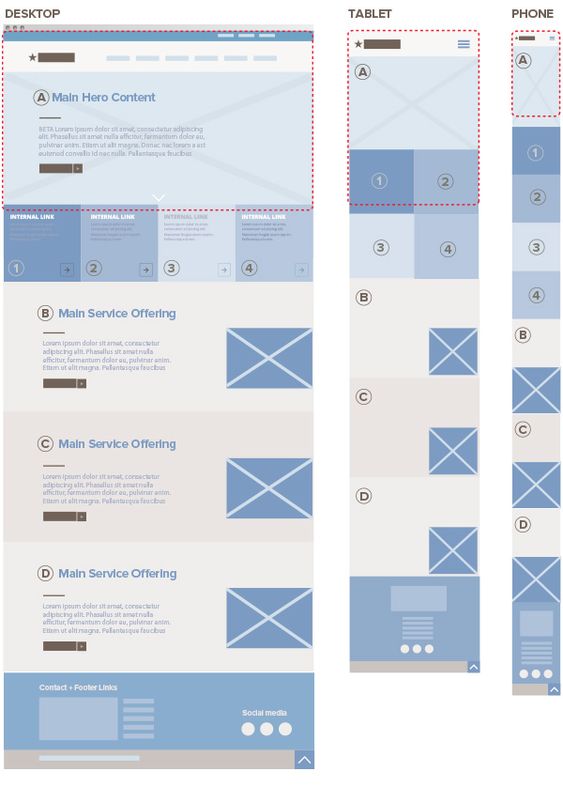 DESKTOP
TABLET
PHONE
A Main Hero Content
BETA Lorem ipsum dolor sit amet, consectetur adipiscing
elit. Phasellus sit amet nulla efficitur, fermentum dolor eu,
pulvinar enim. Etiam ut elit magna. Donec nec lorem a est
euismod convallis id nec nulla. Pellentesque faucibus
INTERNAL LINK
INTERNAL LINK
INTERNAL LINK
INTERNAL LINK
1
2
3
4
B Main Service Offering
Lorem ipsum dolor sit amet, consectetur
adipiscing elit. Phasellus sit amet nulla
efficitur, fermentum dolor eu, pulvinar enim.
Etiam ut elit magna. Pellentesque faucibus
C Main Service Offering
Lorem ipsum dolor sit amet, consectetur
adipiscing elit. Phasellus sit amet nulla
efficitur, fermentum dolor eu, pulvinar enim.
Etiam ut elit magna. Pellentesque faucibus
D Main Service Offering
Lorem ipsum dolor sit amet, consectetur
adipiscing elit. Phasellus sit amet nulla
efficitur, fermentum dolor eu, pulvinar enim.
Etiam ut elit magna. Pellentesque faucibus
Contact + Footer Links
Social media
A
1
2
3
4
B
C
D
A
1
2
3
4
B
C
D